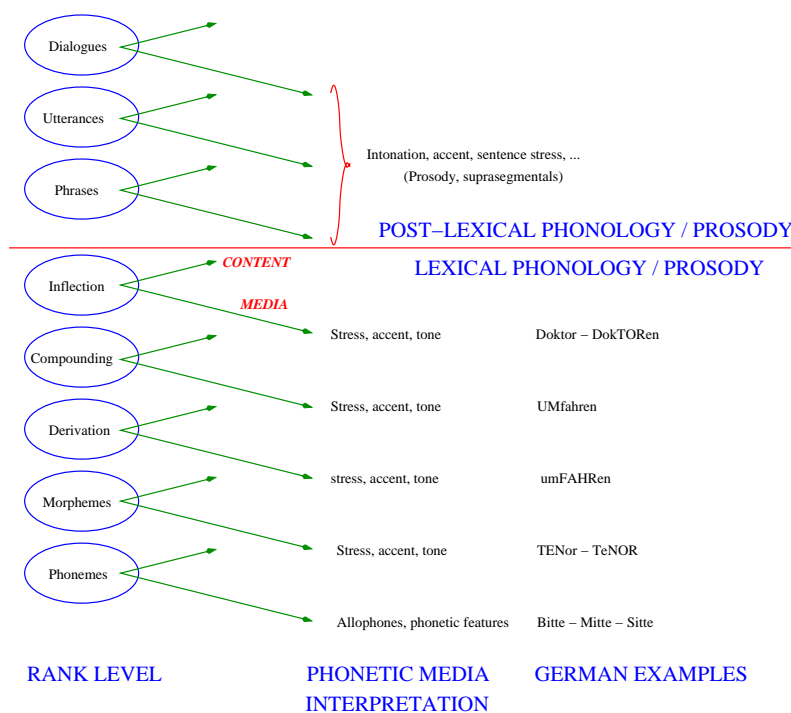 Dialogues
Utterances
Phrases
Intonation, accent, sentence stress, ...
(Prosody, suprasegmentals)
POST−LEXICAL PHONOLOGY / PROSODY
LEXICAL PHONOLOGY / PROSODY
CONTENT
Inflection
MEDIA
Stress, accent, tone
Doktor – DokTORen
Compounding
Stress, accent, tone
UMfahren
Derivation
stress, accent, tone
umFAHRen
Morphemes
Stress, accent, tone
TENor – TeNOR
Phonemes
Allophones, phonetic features
Bitte – Mitte – Sitte
RANK LEVEL
PHONETIC MEDIA
INTERPRETATION
GERMAN EXAMPLES